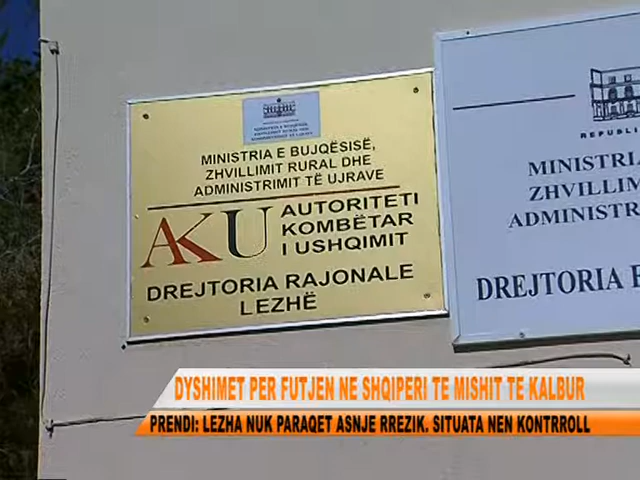 MINISTRIA E BUJQËSISË,
ZHVILLIMIT RURAL DHE
ADMINISTRIMIT TË UJRAVE
AKU
AUTORITETI
KOMBËTAR
I USHQIMIT
DREJTORIA RAJONALE
LEZHË
MINISTRIA
ZHVILLIM
ADMINISTR
DREJTORIA
DYSHIMET PER FUTJEN NE SHQIPERI TE MISHIT TE KALBUR
PRENDI: LEZHA NUK PARAQET ASNJE RREZIK. SITUATA NEN KONTRROLL